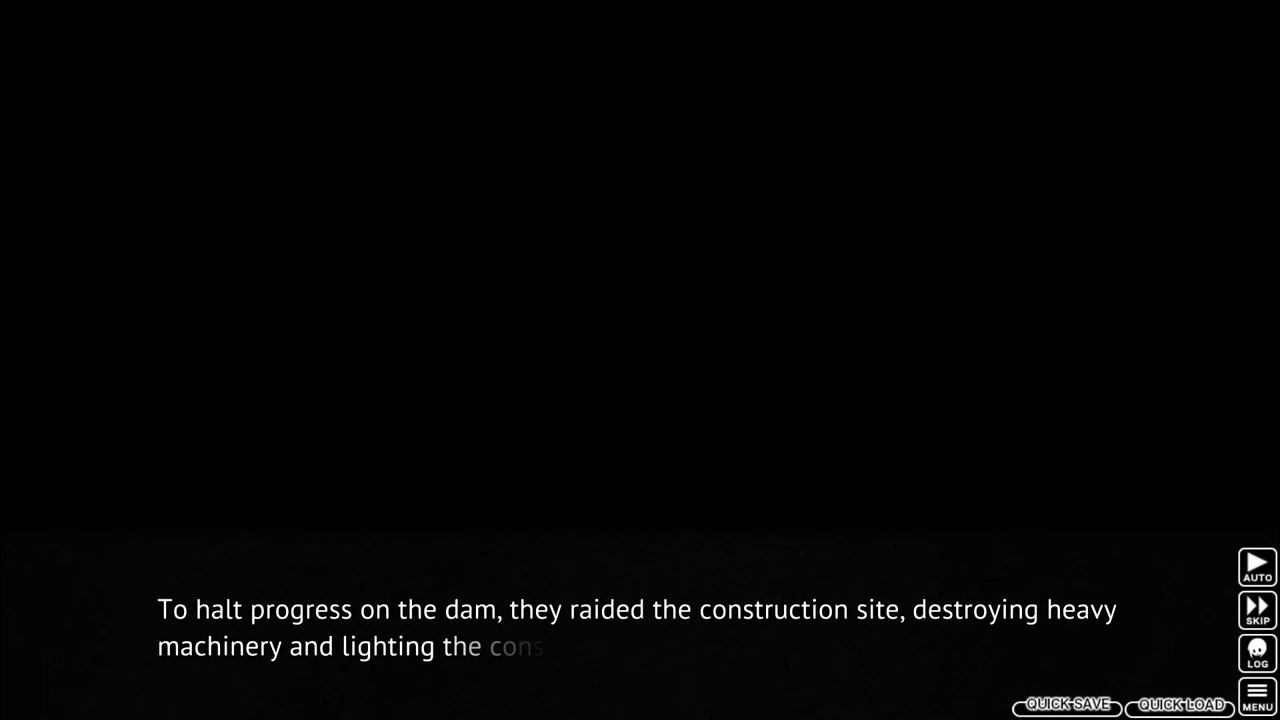 To halt progress on the dam, they raided the construction site, destroying heavy
machinery and lighting the cons
AUTO
SKIP
LOG
MENU
QUICK SAVE
QUICK LOAD